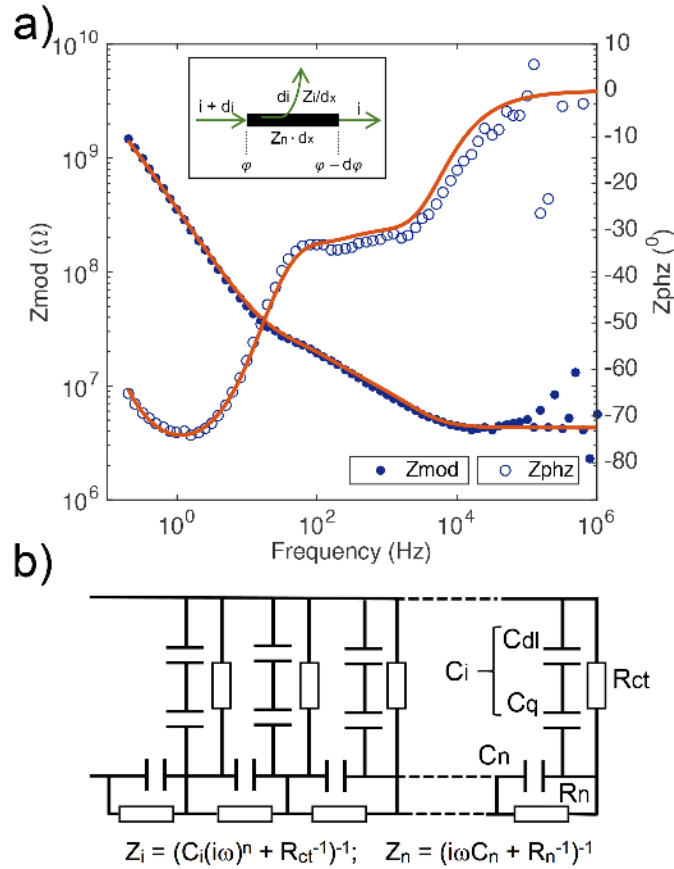 a)
10^10
10^9
10^8
10^7
10^6
Zmod (Ω)
10
0
-10
-20
-30
-40
-50
-60
-70
-80
Zphz (⁰)
i + di
di
Zi/dx
i
Zn · dx
φ
φ − dφ
Zmod
Zphz
10^0
10^2
10^4
10^6
Frequency (Hz)
b)
Ci
Cdl
Cq
Rct
Cn
Rn
Zi = (Ci(iω)^n + Rct^-1)^-1; Zn = (iωCn + Rn^-1)^-1